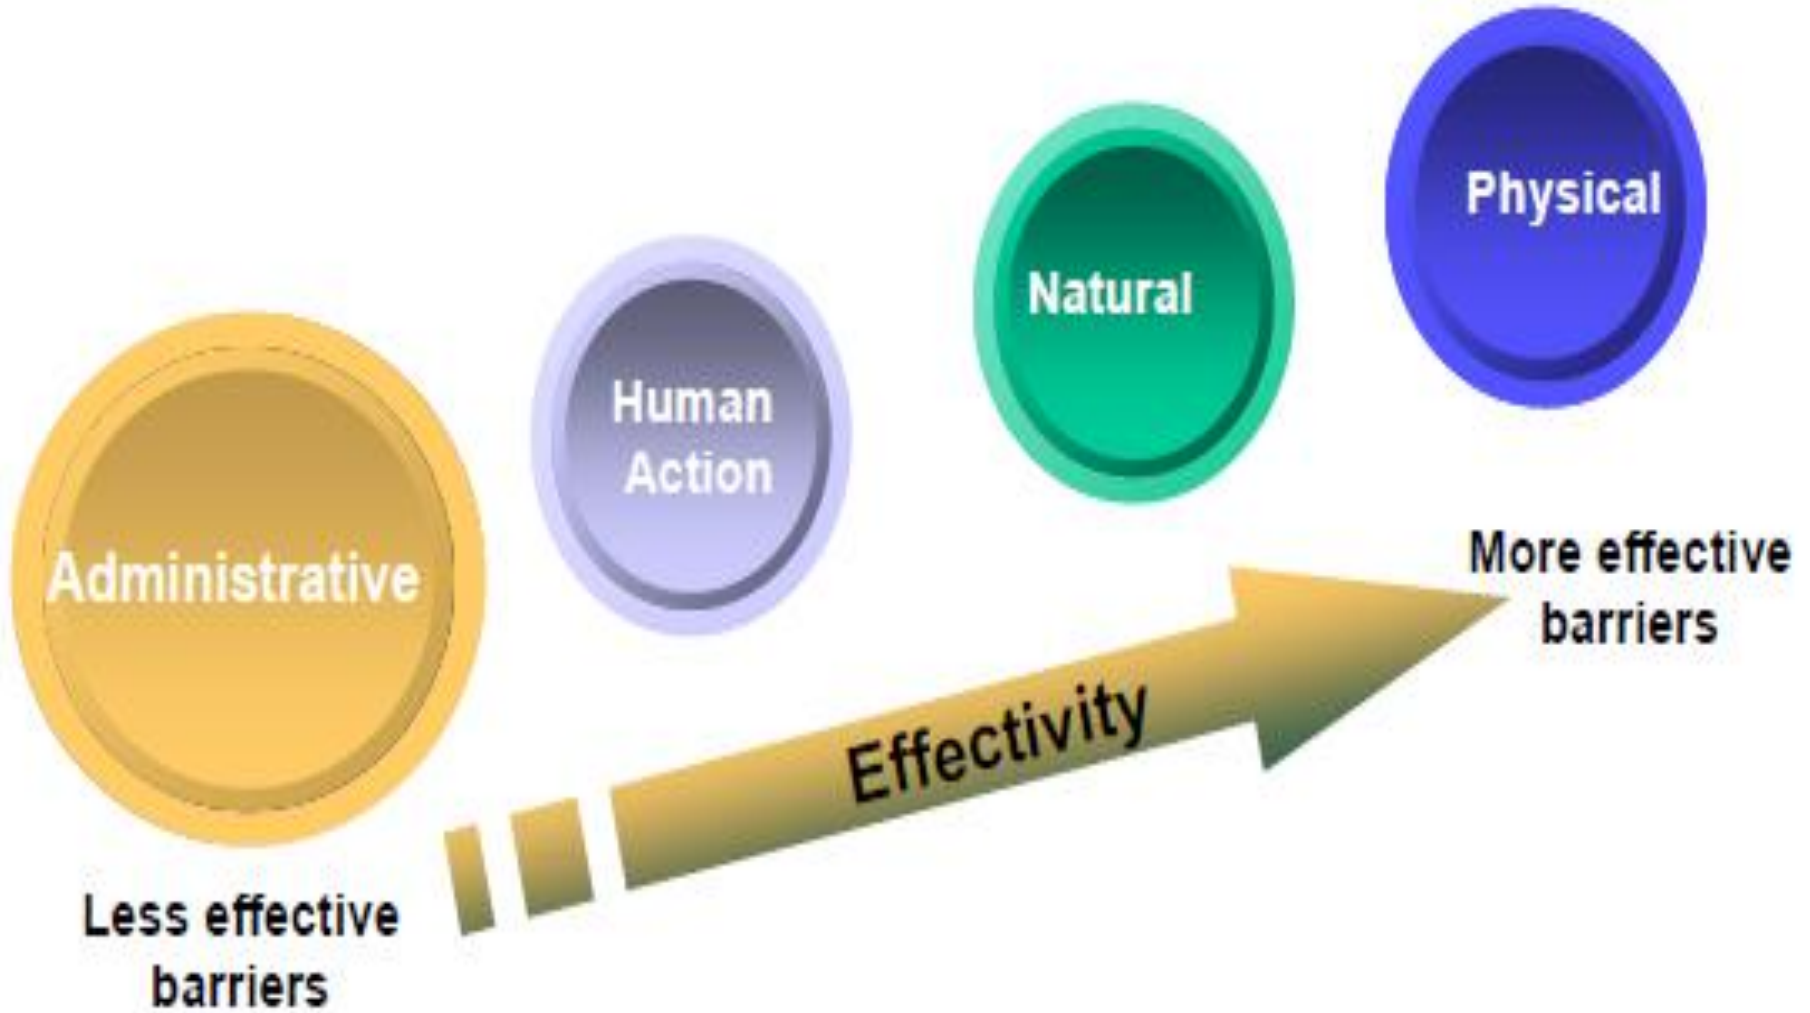 Physical
Natural
Human
Action
Administrative
More effective
barriers
Effectivity
Less effective
barriers